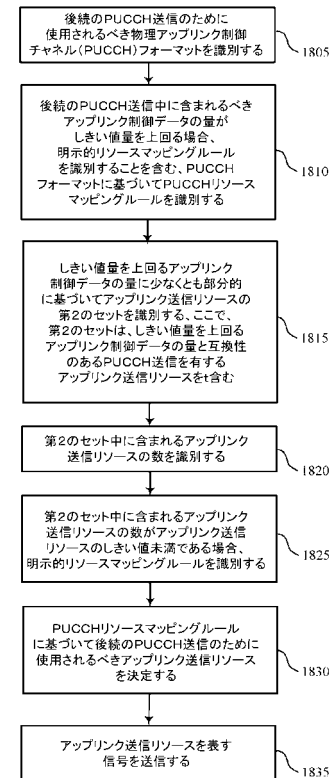 後続のPUCCH送信のために
使用されるべき物理アップリンク制御
チャネル(PUCCH)フォーマットを識別する
1805
後続のPUCCH送信中に含まれるべき
アップリンク制御データの量が
しきい値量を上回る場合、
明示的リソースマッピングルール
を識別することを含む、PUCCH
フォーマットに基づいてPUCCHリソース
マッピングルールを識別する
1810
しきい値量を上回るアップリンク
制御データの量に少なくとも部分的
に基づいてアップリンク送信リソースの
第2のセットを識別する、ここで、
第2のセットは、しきい値量を上回る
アップリンク制御データの量と互換性
のあるPUCCH送信を有する
アップリンク送信リソースをt含む
1815
第2のセット中に含まれるアップリンク
送信リソースの数を識別する
1820
第2のセット中に含まれるアップリンク
送信リソースの数がアップリンク送信
リソースのしきい値未満である場合、
明示的リソースマッピングルールを識別する
1825
PUCCHリソースマッピングルール
に基づいて後続のPUCCH送信のために
使用されるべきアップリンク送信リソース
を決定する
1830
アップリンク送信リソースを表す
信号を送信する
1835